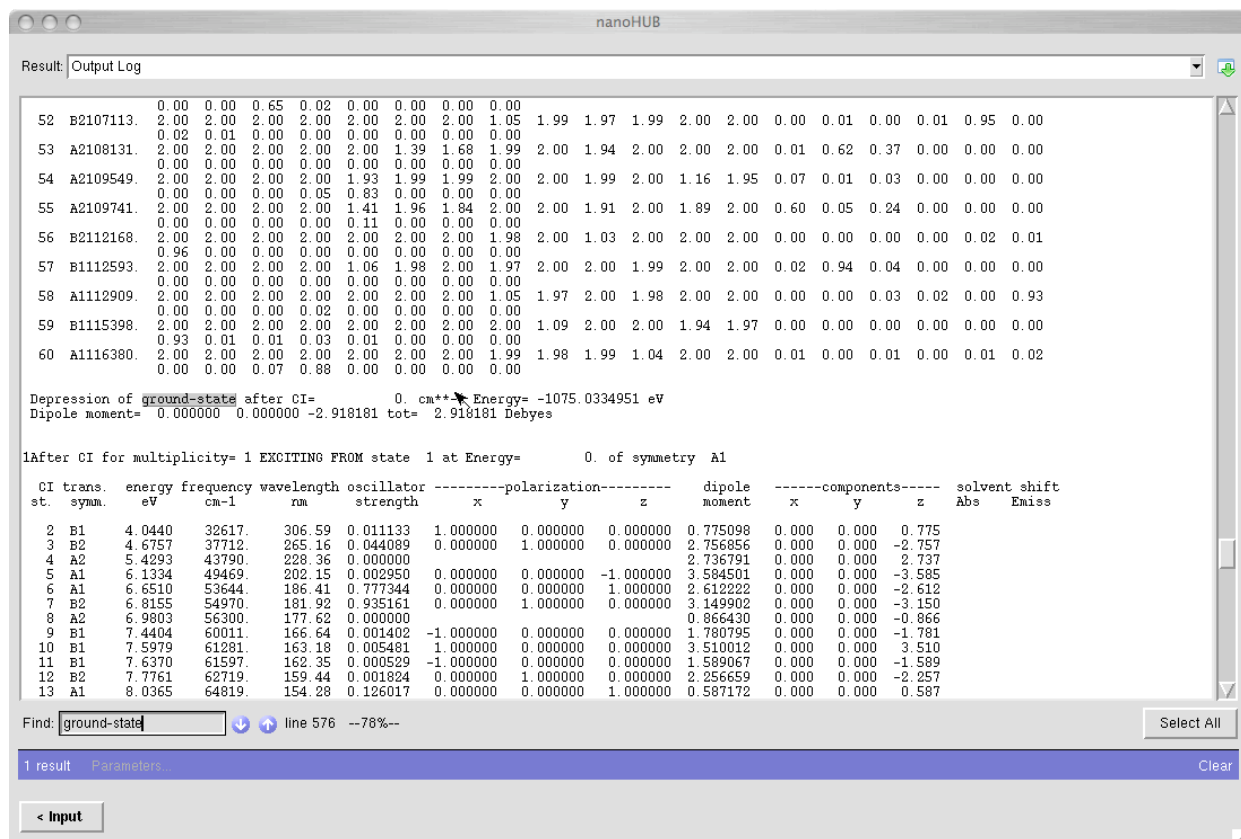 nanoHUB
Result: Output Log
0.00 0.00 0.65 0.02 0.00 0.00 0.00 0.00
52 B2107113. 2.00 2.00 2.00 2.00 2.00 2.00 2.00 1.05 1.99 1.97 1.99 2.00 2.00 0.00 0.01 0.00 0.01 0.95 0.00
0.02 0.01 0.00 0.00 0.00 0.00 0.00 0.00
53 A2108131. 2.00 2.00 2.00 2.00 2.00 1.39 1.68 1.99 2.00 1.94 2.00 2.00 2.00 0.01 0.62 0.37 0.00 0.00 0.00
0.00 0.00 0.00 0.00 0.00 0.00 0.00 0.00
54 A2109549. 2.00 2.00 2.00 2.00 1.93 1.99 1.99 2.00 2.00 1.99 2.00 1.16 1.95 0.07 0.01 0.03 0.00 0.00 0.00
0.00 0.00 0.00 0.05 0.83 0.00 0.00 0.00
55 A2109741. 2.00 2.00 2.00 2.00 1.41 1.96 1.84 2.00 2.00 1.91 2.00 1.89 2.00 0.60 0.05 0.24 0.00 0.00 0.00
0.00 0.00 0.00 0.00 0.11 0.00 0.00 0.00
56 B2112168. 2.00 2.00 2.00 2.00 2.00 2.00 2.00 1.98 2.00 1.03 2.00 2.00 2.00 0.00 0.00 0.00 0.00 0.02 0.01
0.96 0.00 0.00 0.00 0.00 0.00 0.00 0.00
57 B1112593. 2.00 2.00 2.00 2.00 1.06 1.98 2.00 1.97 2.00 2.00 1.99 2.00 2.00 0.02 0.94 0.04 0.00 0.00 0.00
0.00 0.00 0.00 0.00 0.00 0.00 0.00 0.00
58 A1112909. 2.00 2.00 2.00 2.00 2.00 2.00 2.00 1.05 1.97 2.00 1.98 2.00 2.00 0.00 0.00 0.03 0.02 0.00 0.93
0.00 0.00 0.00 0.02 0.00 0.00 0.00 0.00
59 B1115398. 2.00 2.00 2.00 2.00 2.00 2.00 2.00 2.00 1.09 2.00 2.00 1.94 1.97 0.00 0.00 0.00 0.00 0.00 0.00
0.93 0.01 0.01 0.03 0.01 0.00 0.00 0.00
60 A1116380. 2.00 2.00 2.00 2.00 2.00 2.00 2.00 1.99 1.98 1.99 1.04 2.00 2.00 0.01 0.00 0.01 0.00 0.01 0.02
0.00 0.00 0.07 0.88 0.00 0.00 0.00 0.00
Depression of ground-state after CI= 0. cm** Energy= -1075.0334951 eV
Dipole moment= 0.000000 0.000000 -2.918181 tot= 2.918181 Debyes
1After CI for multiplicity= 1 EXCITING FROM state 1 at Energy= 0. of symmetry A1
CI trans. energy frequency wavelength oscillator ---------polarization--------- dipole ------components----- solvent shift
st. symm. eV cm-1 nm strength x y z moment x y z Abs Emiss
2 B1 4.0440 32617. 306.59 0.011133 1.000000 0.000000 0.000000 0.775098 0.000 0.000 0.775
3 B2 4.6757 37712. 265.16 0.044089 0.000000 1.000000 0.000000 2.756856 0.000 0.000 -2.757
4 A2 5.4293 43790. 228.36 0.000000 2.736791 0.000 0.000 2.737
5 A1 6.1334 49469. 202.15 0.002950 0.000000 0.000000 -1.000000 3.584501 0.000 0.000 -3.585
6 A1 6.6510 53644. 186.41 0.777344 0.000000 0.000000 1.000000 2.612222 0.000 0.000 -2.612
7 B2 6.8155 54970. 181.92 0.935161 0.000000 1.000000 0.000000 3.149902 0.000 0.000 -3.150
8 A2 6.9803 56300. 177.62 0.000000 0.866430 0.000 0.000 -0.866
9 B1 7.4404 60011. 166.64 0.001402 -1.000000 0.000000 0.000000 1.780795 0.000 0.000 -1.781
10 B1 7.5979 61281. 163.18 0.005481 1.000000 0.000000 0.000000 3.510012 0.000 0.000 3.510
11 B1 7.6370 61597. 162.35 0.000529 -1.000000 0.000000 0.000000 1.589067 0.000 0.000 -1.589
12 B2 7.7761 62719. 159.44 0.001824 0.000000 1.000000 0.000000 2.256659 0.000 0.000 -2.257
13 A1 8.0365 64819. 154.28 0.126017 0.000000 0.000000 1.000000 0.587172 0.000 0.000 0.587
Find: ground-state line 576 --78%-- Select All
1 result Parameters... Clear
< Input